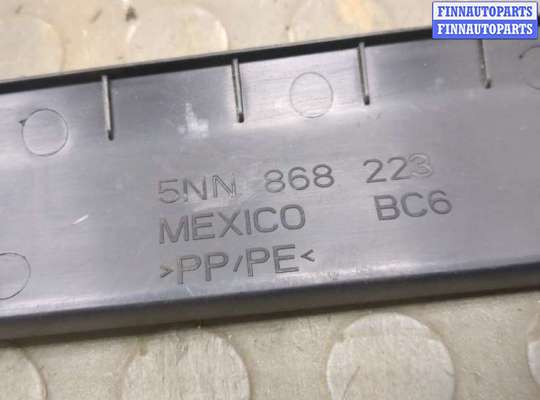 FINNAUTOPARTS
FINNAUTOPARTS
5NN 868 223
MEXICO BC6
>PP/PE<